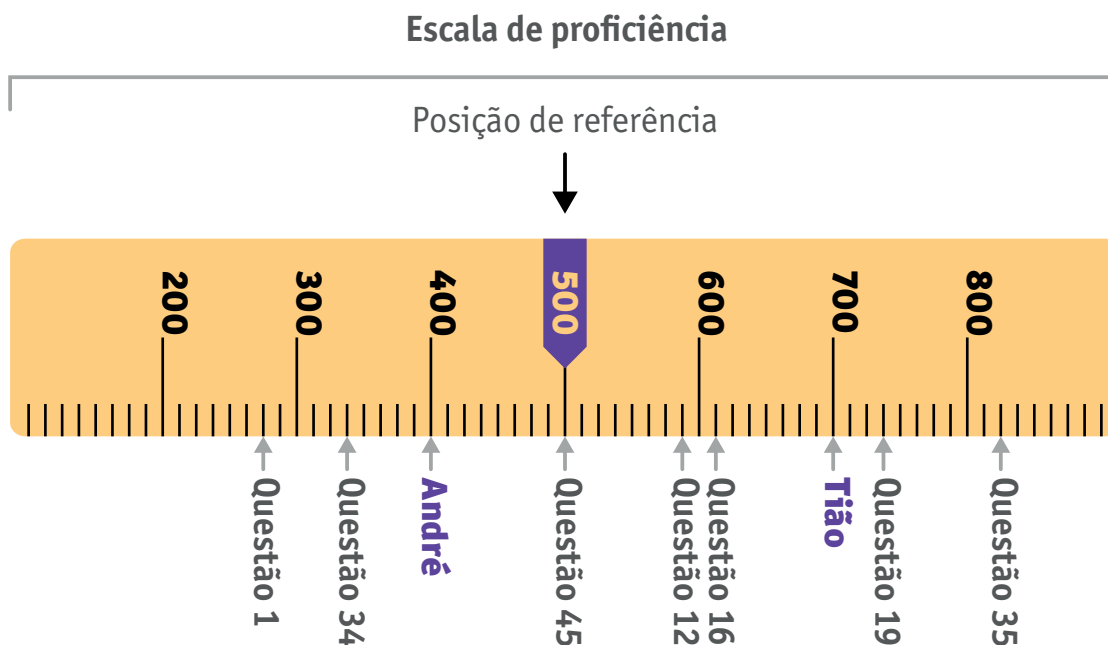 Escala de proficiência
Posição de referência
200
300
400
500
600
700
800
Questão 1
Questão 34
André
Questão 45
Questão 12
Questão 16
Tião
Questão 19
Questão 35